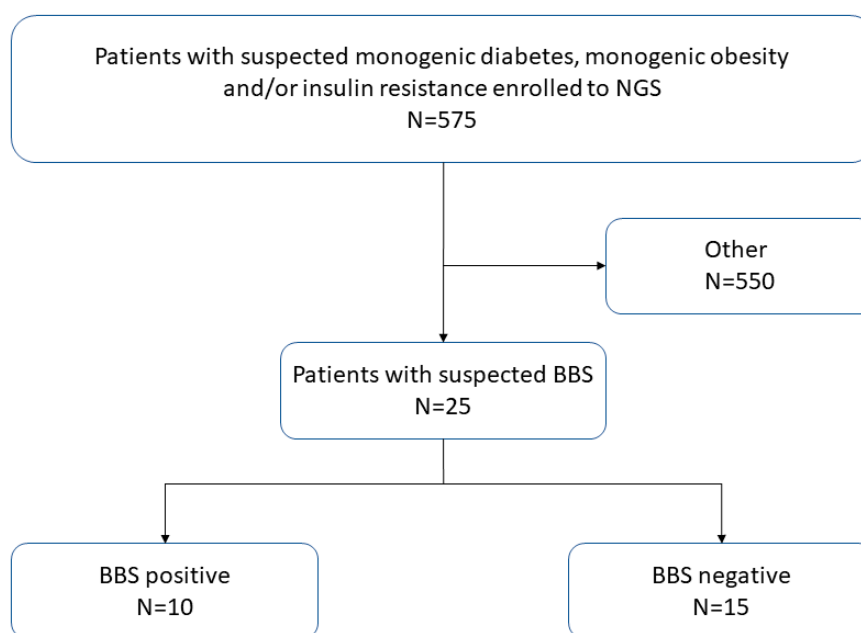 Patients with suspected monogenic diabetes, monogenic obesity
and/or insulin resistance enrolled to NGS
N=575
Other
N=550
Patients with suspected BBS
N=25
BBS positive
N=10
BBS negative
N=15